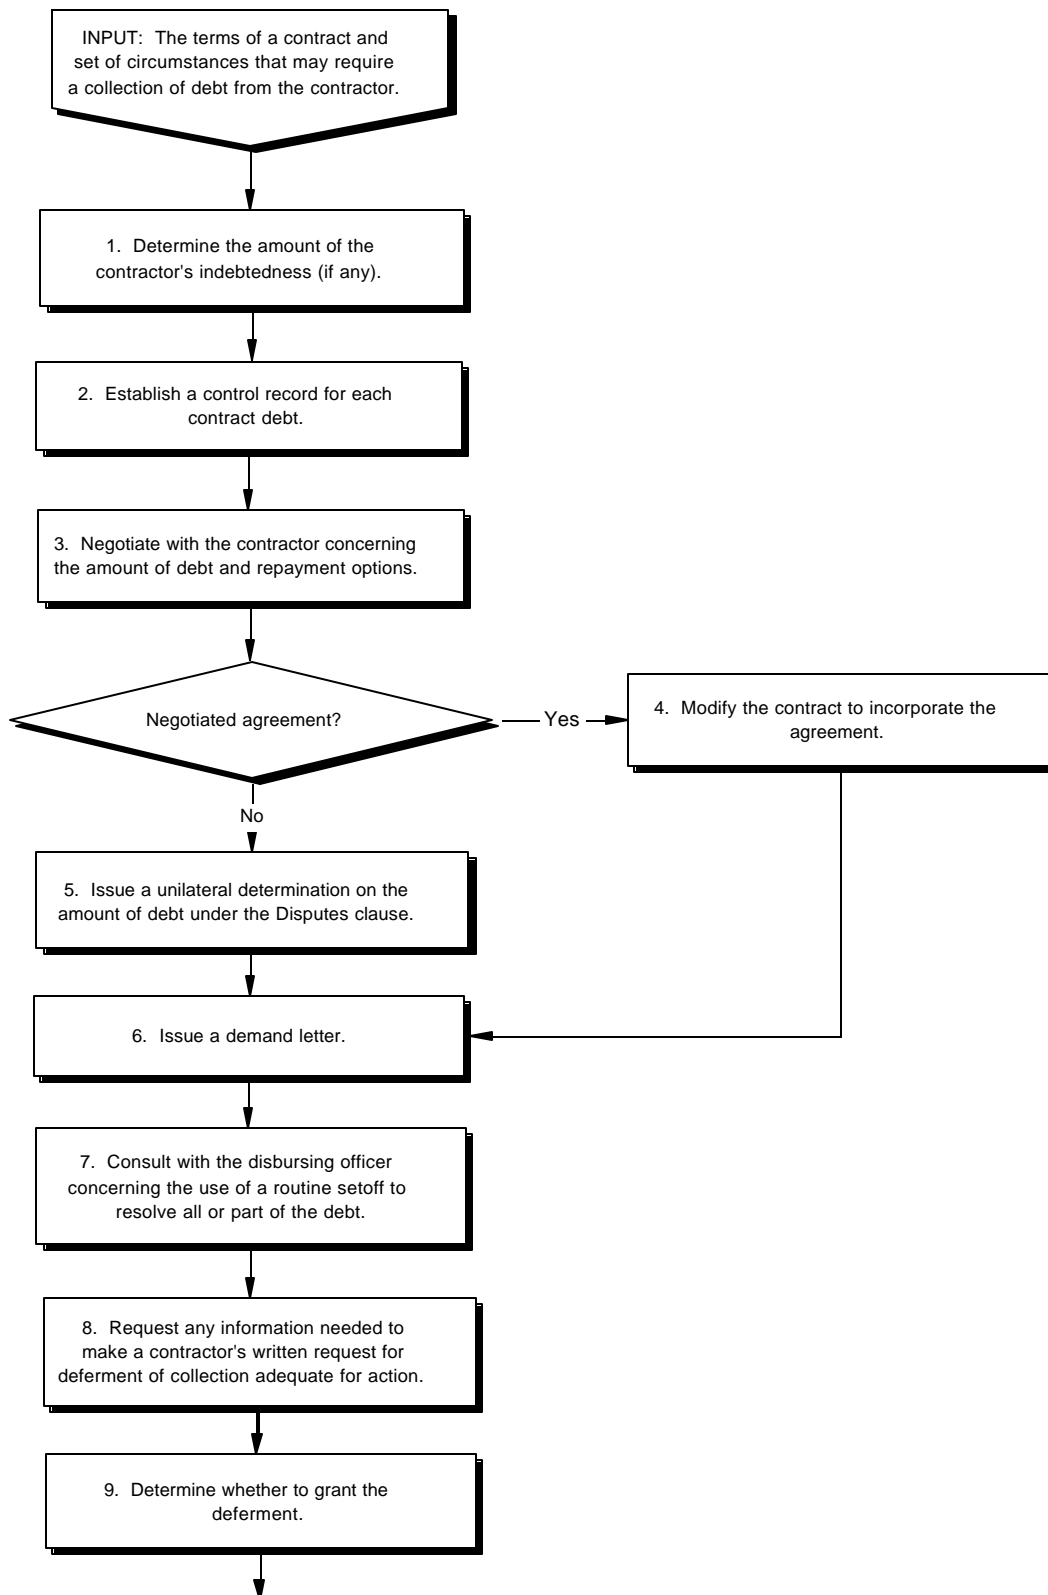 INPUT: The terms of a contract and
set of circumstances that may require
a collection of debt from the contractor.
1. Determine the amount of the
contractor's indebtedness (if any).
2. Establish a control record for each
contract debt.
3. Negotiate with the contractor concerning
the amount of debt and repayment options.
Negotiated agreement?
Yes
4. Modify the contract to incorporate the
agreement.
No
5. Issue a unilateral determination on the
amount of debt under the Disputes clause.
6. Issue a demand letter.
7. Consult with the disbursing officer
concerning the use of a routine setoff to
resolve all or part of the debt.
8. Request any information needed to
make a contractor's written request for
deferment of collection adequate for action.
9. Determine whether to grant the
deferment.